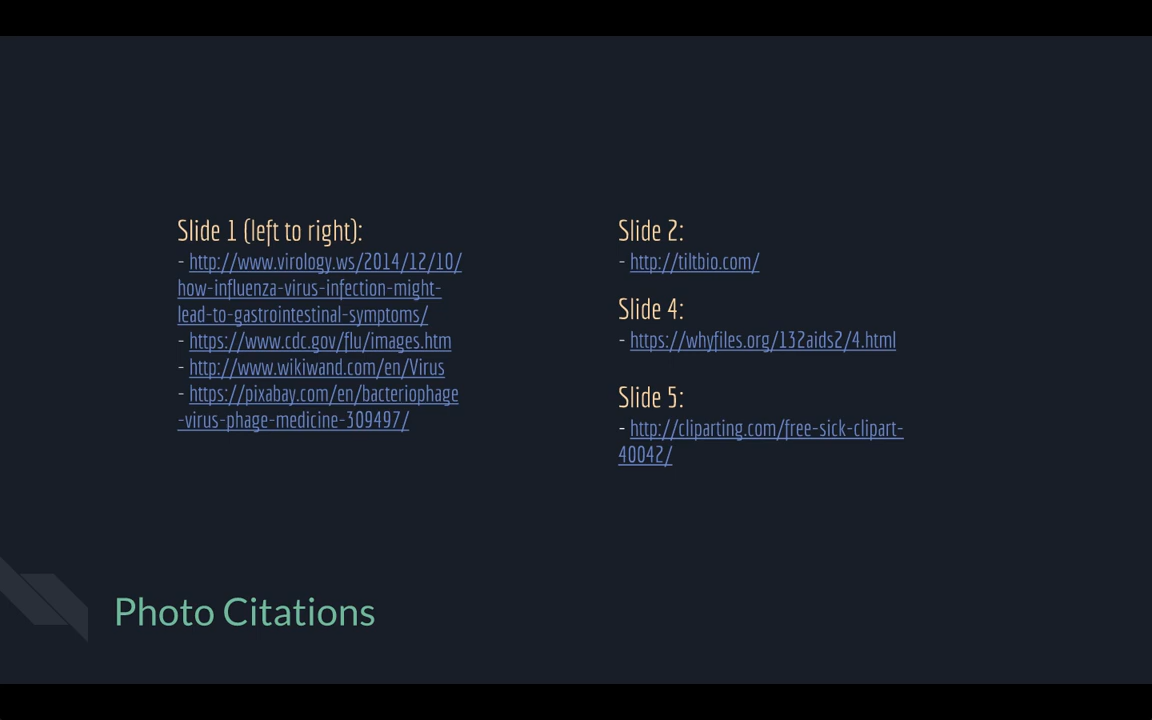 Slide 1 (left to right):
- http://www.virology.ws/2014/12/10/
how-influenza-virus-infection-might-
lead-to-gastrointestinal-symptoms/
- https://www.cdc.gov/flu/images.htm
- http://www.wikiwand.com/en/Virus
- https://pixabay.com/en/bacteriophage
-virus-phage-medicine-309497/
Slide 2:
- http://tiltbio.com/
Slide 4:
- https://whyfiles.org/132aids2/4.html
Slide 5:
- http://cliparting.com/free-sick-clipart-
40042/
Photo Citations